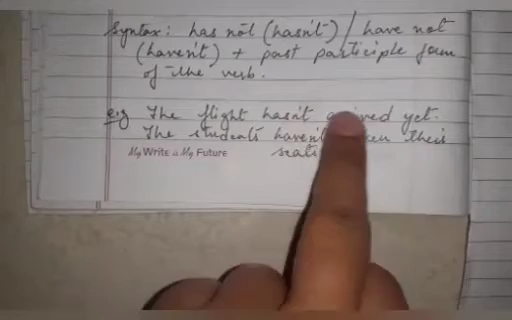 Syntax: has not (hasn't) / have not
(haven't) + past participle form
of the verb.
e.g The flight hasn't arrived yet.
The students haven't their
My Write is My Future